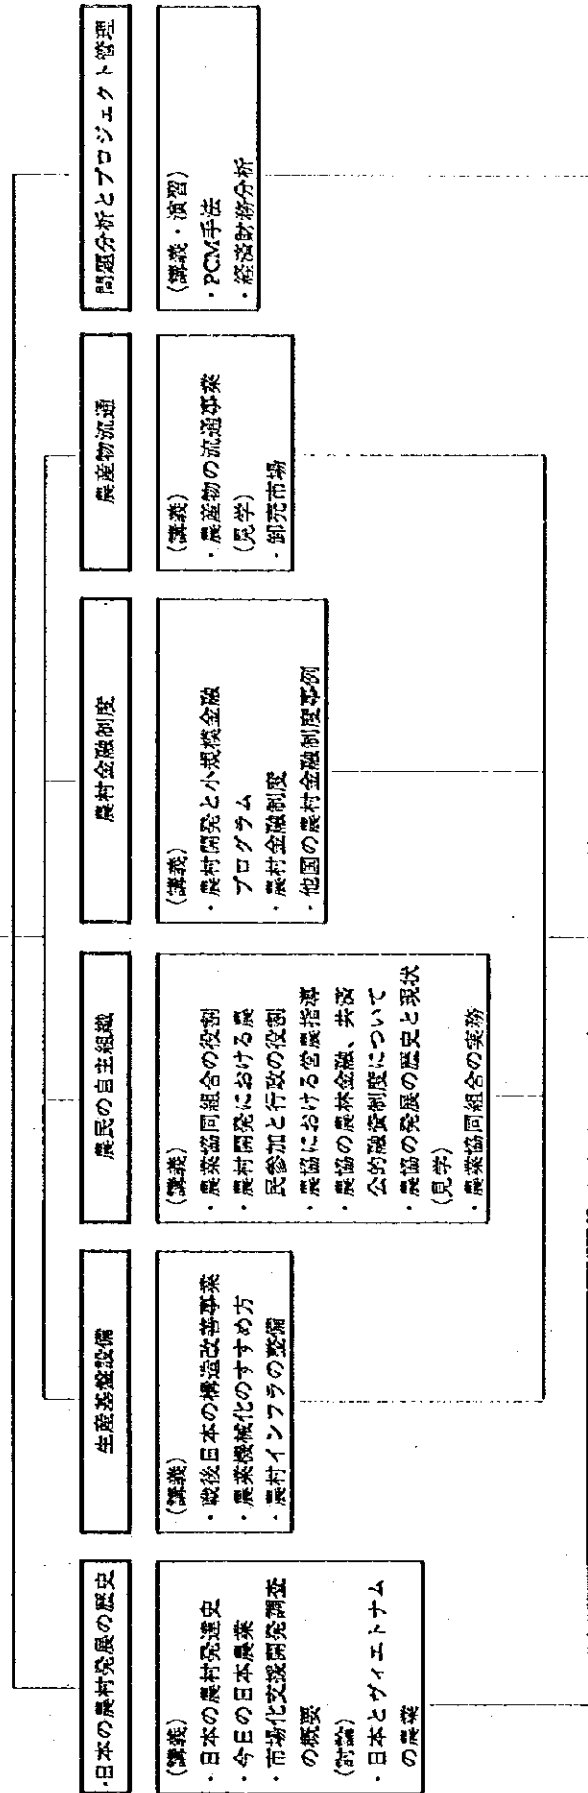 日本の農村発展の歴史
(講義)
・日本の農村発達史
・今日の日本農業
・市場化支援開発調査
の概要
(討論)
・日本とヴィエトナム
の農業
生産基盤設備
(講義)
・戦後日本の構造改善事業
・農業機械化のすすめ方
・農村インフラの整備
農民の自主組織
(講義)
・農業協同組合の役割
・農村開発における農
民参加と行政の役割
・農協における営農指導
・農協の農林金融、共済
公的融資制度について
・農協の発展の歴史と現状
(見学)
・農業協同組合の実務
農村金融制度
(講義)
・農村開発と小規模金融
プログラム
・農村金融制度
・他国の農村金融制度事例
農産物流通
(講義)
・農産物の流通事業
(見学)
・卸売市場
問題分析とプロジェクト管理
(講義・演習)
・PCM手法
・経済財務分析